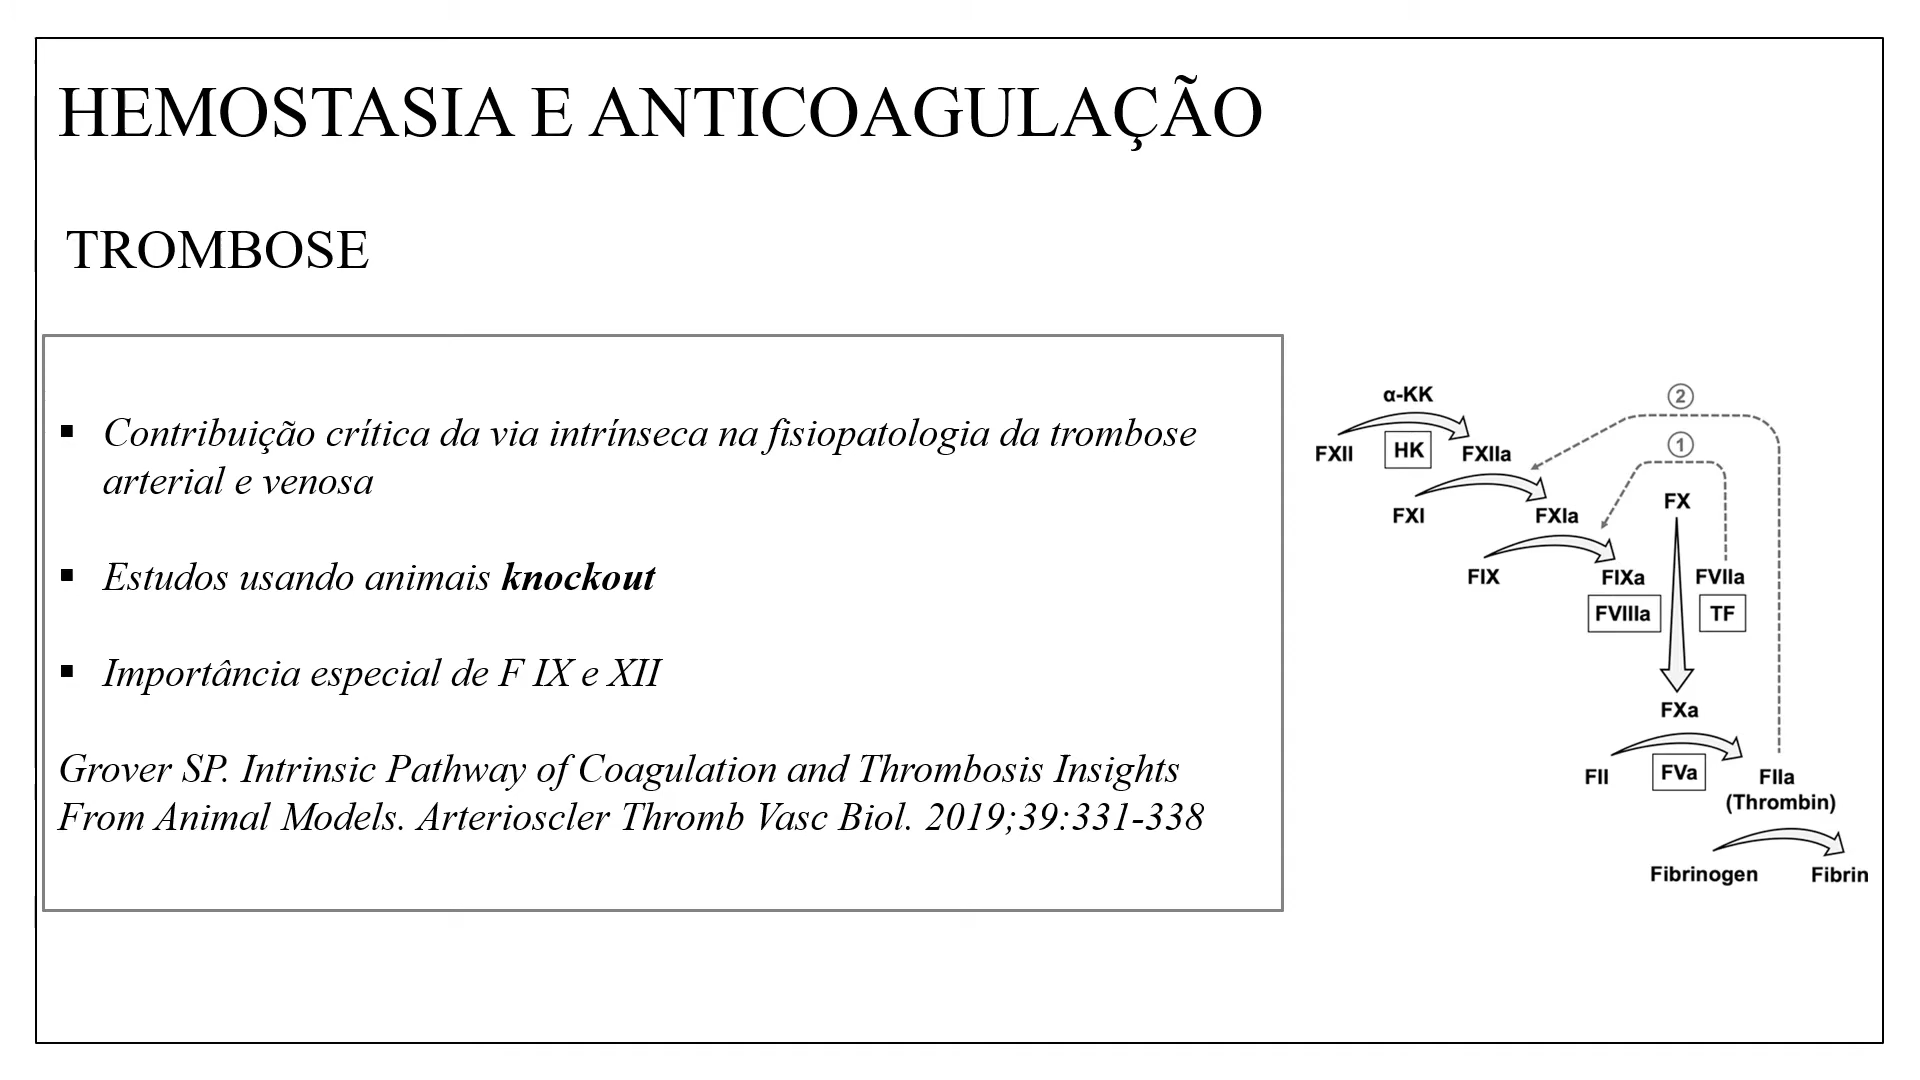 HEMOSTASIA E ANTICOAGULAÇÃO
TROMBOSE
▪ Contribuição crítica da via intrínseca na fisiopatologia da trombose
arterial e venosa
▪ Estudos usando animais knockout
▪ Importância especial de F IX e XII
Grover SP. Intrinsic Pathway of Coagulation and Thrombosis Insights
From Animal Models. Arterioscler Thromb Vasc Biol. 2019;39:331-338
α-KK
2
FXII HK FXIIa
1
FXI FXIa
FX
FIX FIXa FVIIa
FVIIIa TF
FXa
FII FVa FIIa
(Thrombin)
Fibrinogen Fibrin